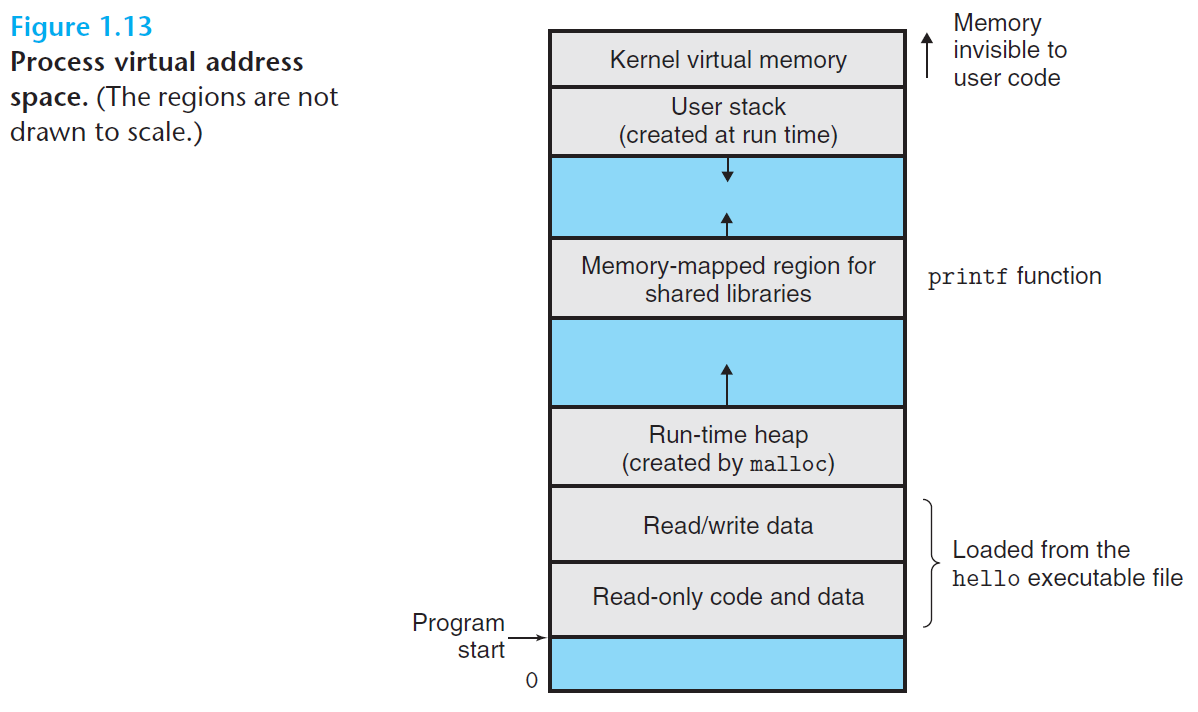 Figure 1.13
Process virtual address
space. (The regions are not
drawn to scale.)
Kernel virtual memory
Memory
invisible to
user code
User stack
(created at run time)
Memory-mapped region for
shared libraries
printf function
Run-time heap
(created by malloc)
Read/write data
Read-only code and data
Loaded from the
hello executable file
Program
start
0